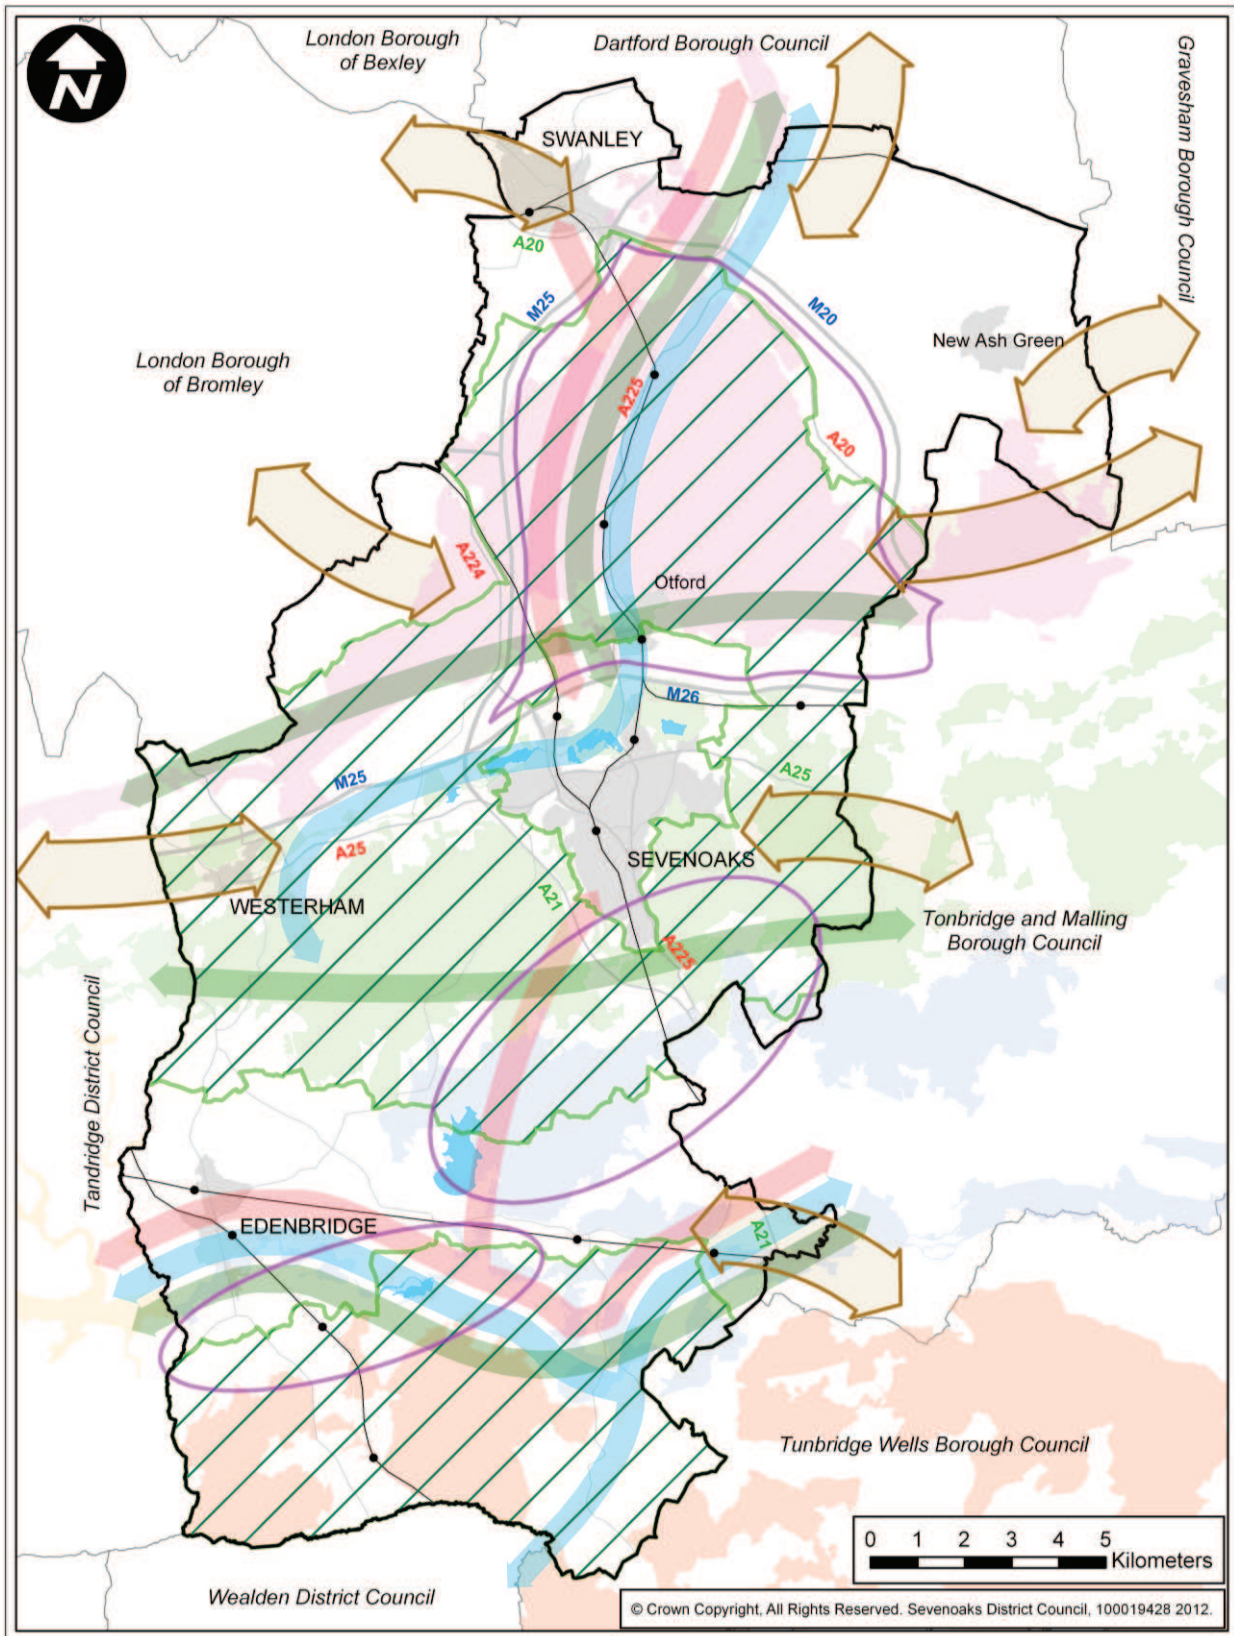 London Borough
of Bexley
Dartford Borough Council
Gravesham Borough Council
N
SWANLEY
A20
M25
M20
New Ash Green
London Borough
of Bromley
A225
A20
A224
Otford
M26
M25
A25
A25
SEVENOAKS
WESTERHAM
A21
A225
Tonbridge and Malling
Borough Council
Tandridge District Council
EDENBRIDGE
A21
Tunbridge Wells Borough Council
0 1 2 3 4 5
Kilometers
Wealden District Council
© Crown Copyright, All Rights Reserved. Sevenoaks District Council, 100019428 2012.